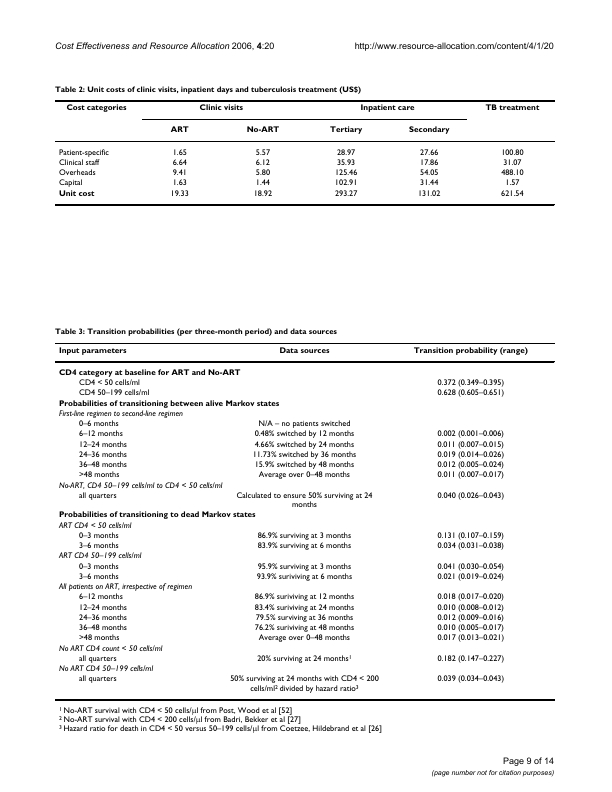 Cost Effectiveness and Resource Allocation 2006, 4:20 http://www.resource-allocation.com/content/4/1/20
Table 2: Unit costs of clinic visits, inpatient days and tuberculosis treatment (US$)
Cost categories Clinic visits Inpatient care TB treatment
ART No-ART Tertiary Secondary
Patient-specific 1.65 5.57 28.97 27.66 100.80
Clinical staff 6.64 6.12 35.93 17.86 31.07
Overheads 9.41 5.80 125.46 54.05 488.10
Capital 1.63 1.44 102.91 31.44 1.57
Unit cost 19.33 18.92 293.27 131.02 621.54
Table 3: Transition probabilities (per three-month period) and data sources
Input parameters Data sources Transition probability (range)
CD4 category at baseline for ART and No-ART
CD4 < 50 cells/ml 0.372 (0.349–0.395)
CD4 50–199 cells/ml 0.628 (0.605–0.651)
Probabilities of transitioning between alive Markov states
First-line regimen to second-line regimen
0–6 months N/A – no patients switched
6–12 months 0.48% switched by 12 months 0.002 (0.001–0.006)
12–24 months 4.66% switched by 24 months 0.011 (0.007–0.015)
24–36 months 11.73% switched by 36 months 0.019 (0.014–0.026)
36–48 months 15.9% switched by 48 months 0.012 (0.005–0.024)
>48 months Average over 0–48 months 0.011 (0.007–0.017)
No-ART, CD4 50–199 cells/ml to CD4 < 50 cells/ml
all quarters Calculated to ensure 50% surviving at 24 0.040 (0.026–0.043)
months
Probabilities of transitioning to dead Markov states
ART CD4 < 50 cells/ml
0–3 months 86.9% surviving at 3 months 0.131 (0.107–0.159)
3–6 months 83.9% surviving at 6 months 0.034 (0.031–0.038)
ART CD4 50–199 cells/ml
0–3 months 95.9% surviving at 3 months 0.041 (0.030–0.054)
3–6 months 93.9% surviving at 6 months 0.021 (0.019–0.024)
All patients on ART, irrespective of regimen
6–12 months 86.9% surviving at 12 months 0.018 (0.017–0.020)
12–24 months 83.4% surviving at 24 months 0.010 (0.008–0.012)
24–36 months 79.5% surviving at 36 months 0.012 (0.009–0.016)
36–48 months 76.2% surviving at 48 months 0.010 (0.005–0.017)
>48 months Average over 0–48 months 0.017 (0.013–0.021)
No ART CD4 count < 50 cells/ml
all quarters 20% surviving at 24 months¹ 0.182 (0.147–0.227)
No ART CD4 50–199 cells/ml
all quarters 50% surviving at 24 months with CD4 < 200 0.039 (0.034–0.043)
cells/ml² divided by hazard ratio³
¹ No-ART survival with CD4 < 50 cells/µl from Post, Wood et al [52]
² No-ART survival with CD4 < 200 cells/µl from Badri, Bekker et al [27]
³ Hazard ratio for death in CD4 < 50 versus 50–199 cells/µl from Coetzee, Hildebrand et al [26]
Page 9 of 14
(page number not for citation purposes)